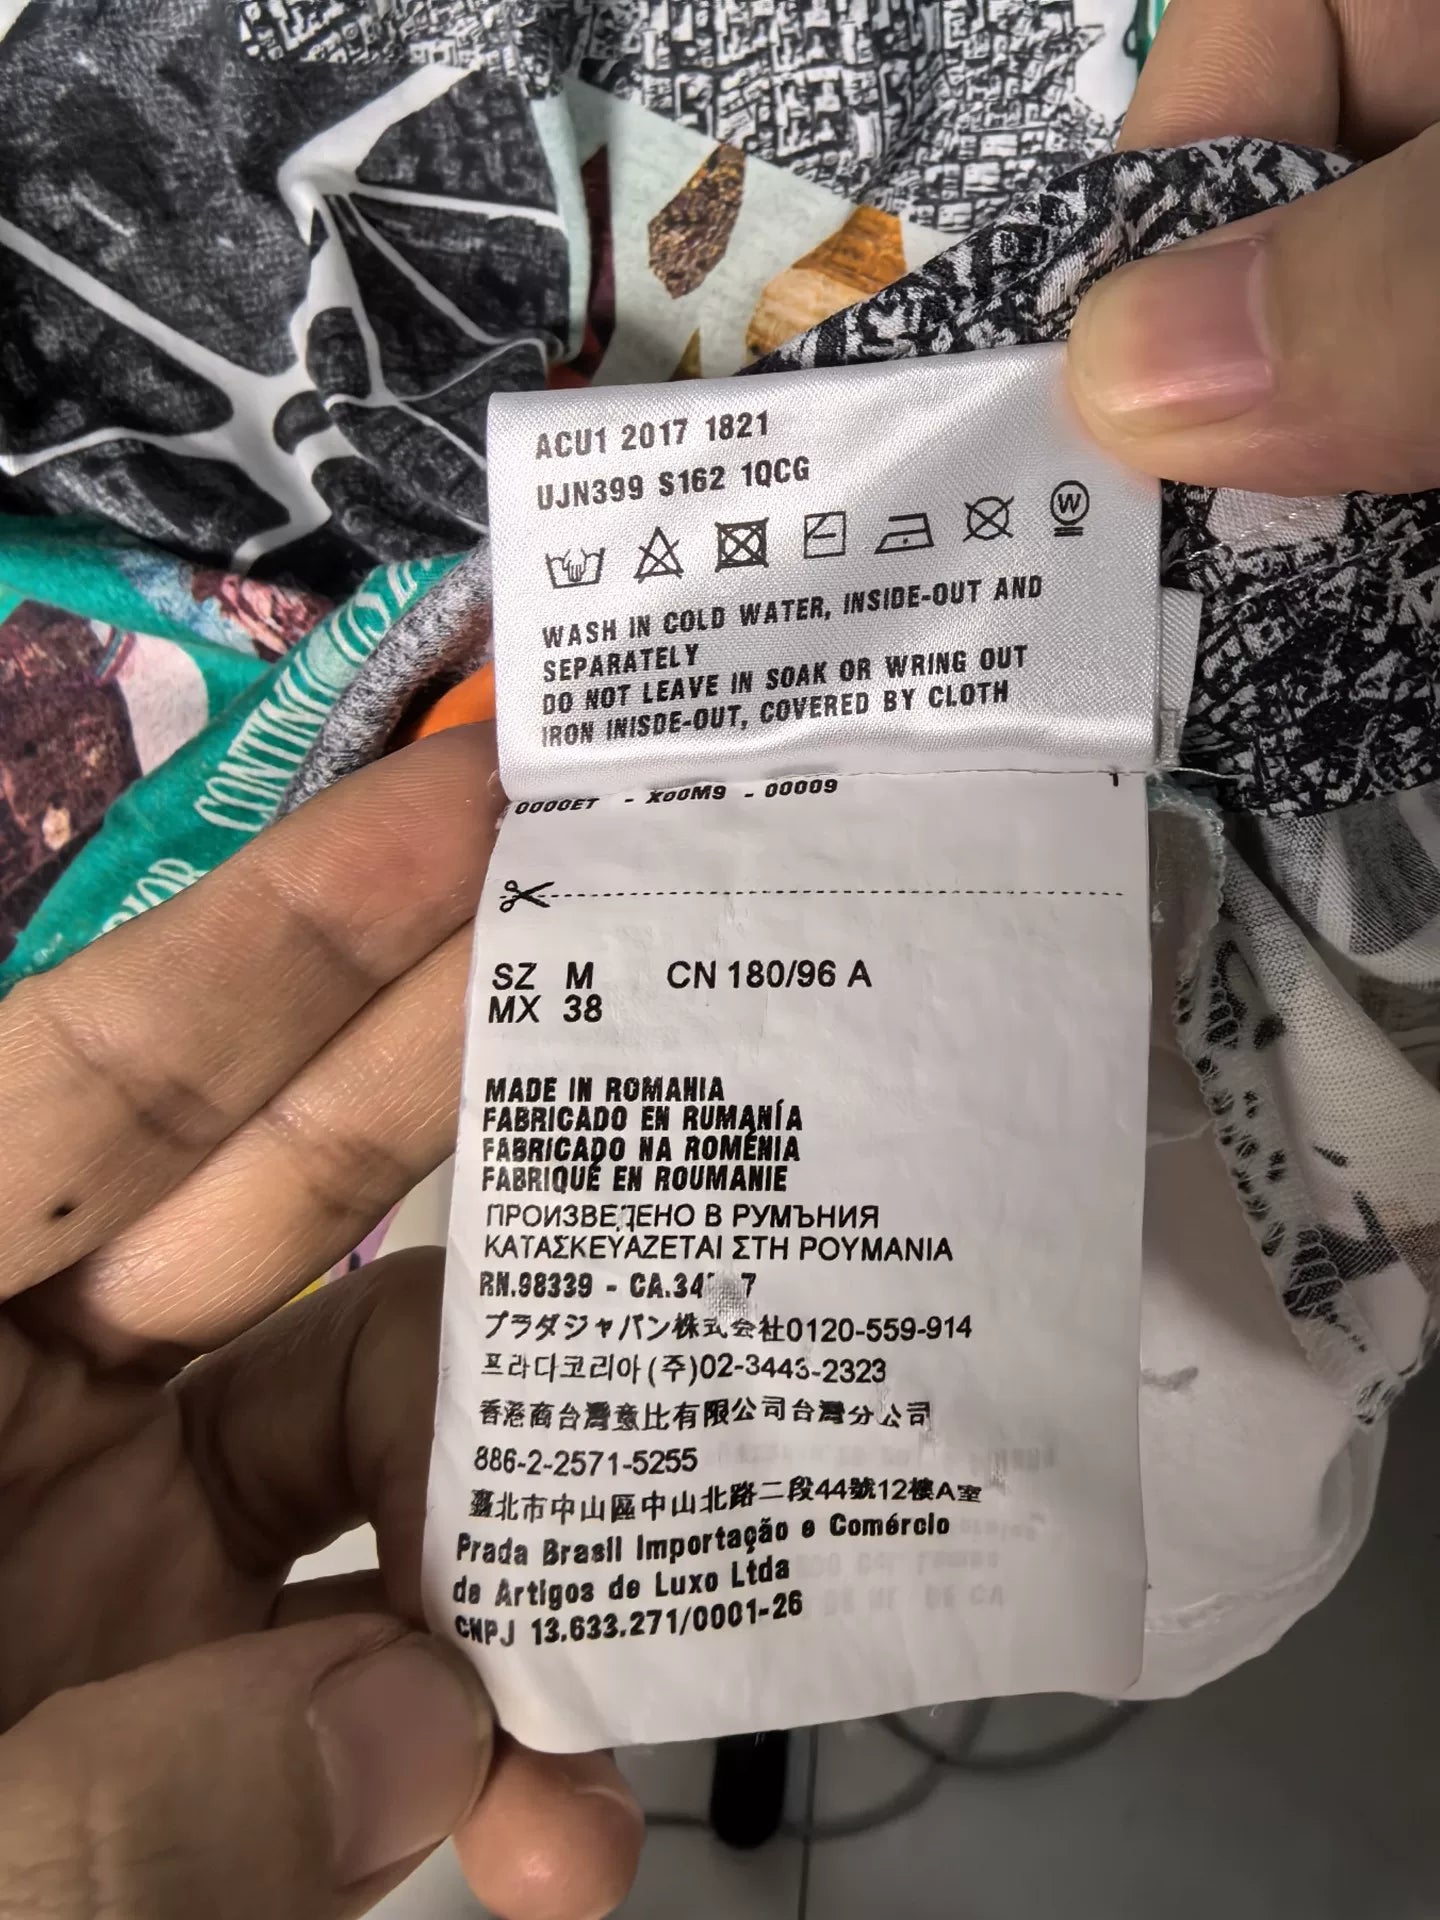 ACU1 2017 1821
UJN399 S162 1QCG
W
WASH IN COLD WATER, INSIDE-OUT AND
SEPARATELY
DO NOT LEAVE IN SOAK OR WRING OUT
IRON INISDE-OUT, COVERED BY CLOTH
CONTINU
DIOR
SZ M CN 180/96 A
MX 38
MADE IN ROMANIA
FABRICADO EN RUMANÍA
FABRICADO NA ROMÉNIA
FABRIQUÉ EN ROUMANIE
ПРОИЗВЕДЕНО В РУМЪНИЯ
ΚΑΤΑΣΚΕΥΑΖΕΤΑΙ ΣΤΗ ΡΟΥΜΑΝΙΑ
RN.98339 - CA.34 7
プラダジャパン株式会社0120-559-914
프라다코리아(주)02-3443-2323
香港商台灣意比有限公司台灣分公司
886-2-2571-5255
臺北市中山區中山北路二段44號12樓A室
Prada Brasil Importação e Comércio
de Artigos de Luxo Ltda
CNPJ 13.633.271/0001-26